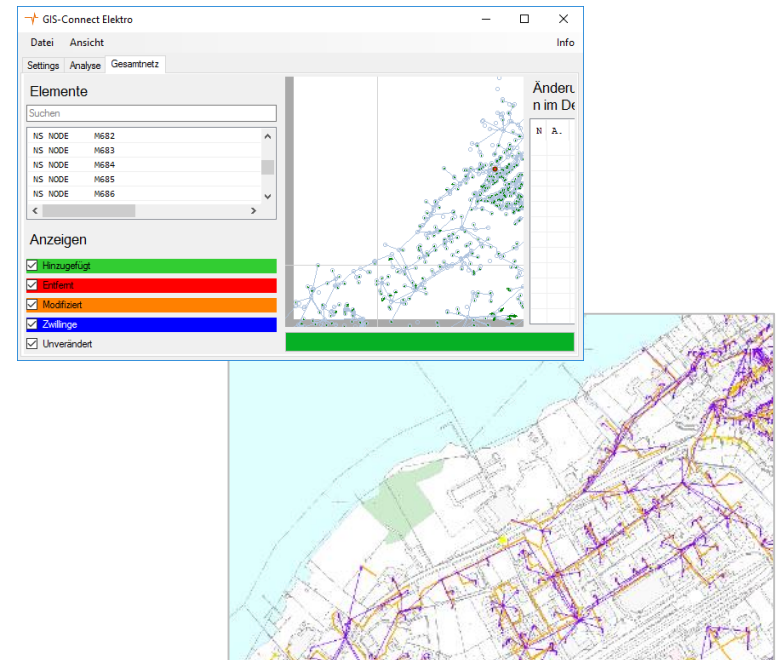 GIS-Connect Elektro
Datei Ansicht Info
Settings Analyse Gesamtnetz
Elemente
Suchen
NS NODE M682
NS NODE M683
NS NODE M684
NS NODE M685
NS NODE M686
Anzeigen
Hinzugefügt
Entfernt
Modifiziert
Zwillinge
Unverändert
Änderu
n im De
N A.